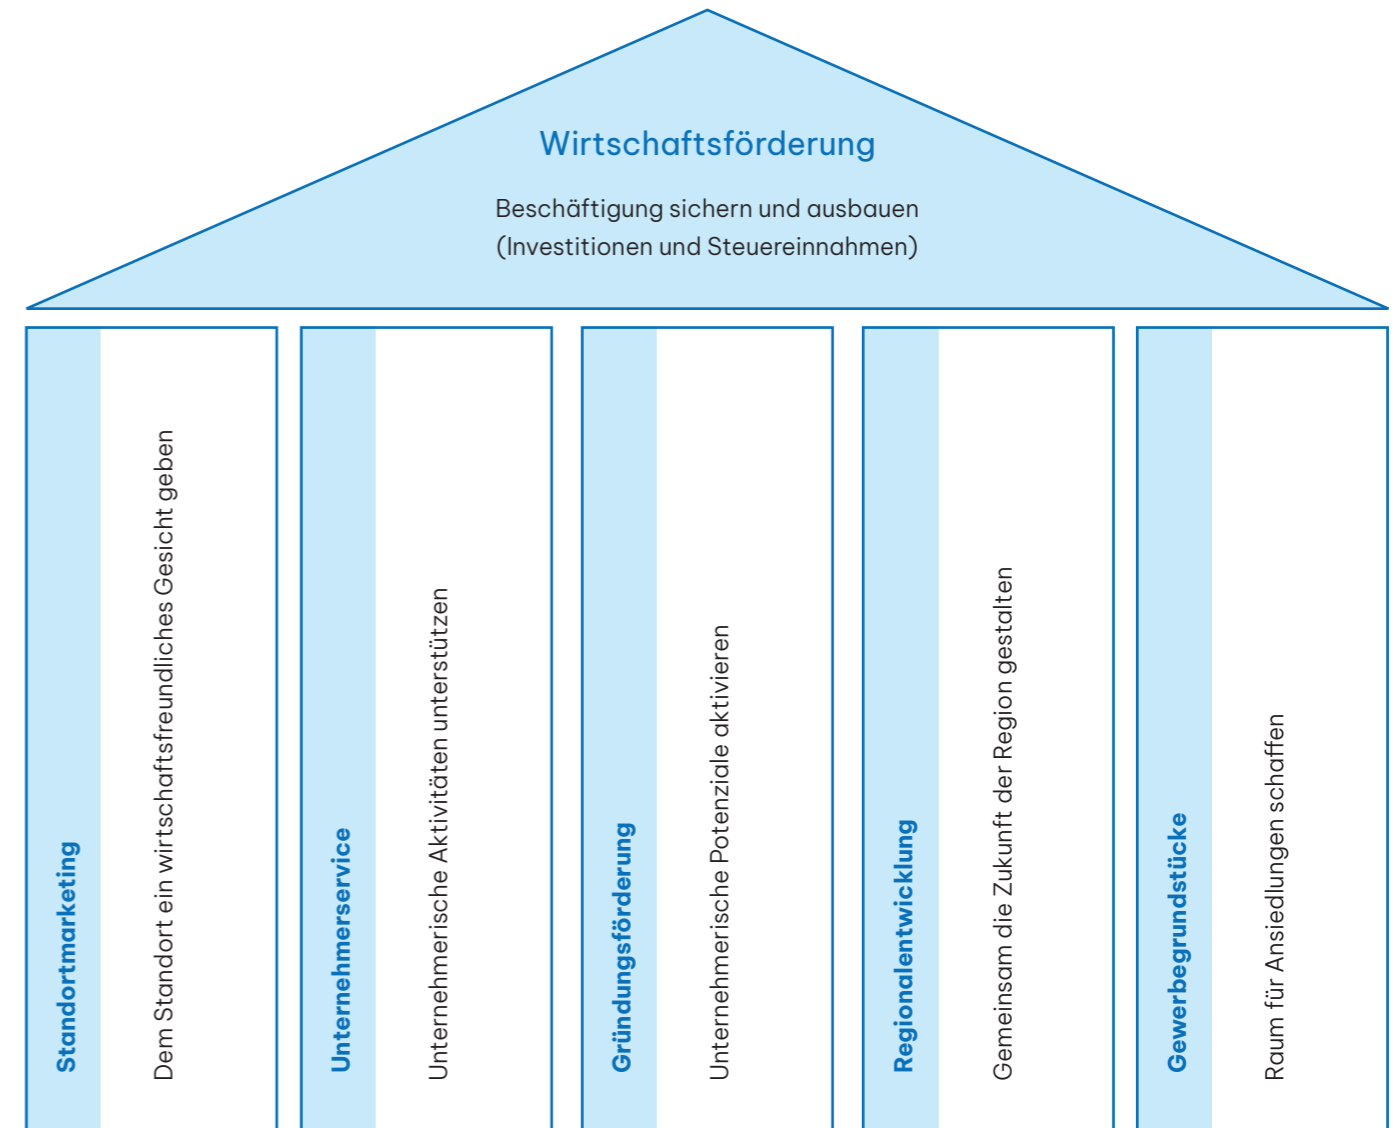 Wirtschaftsförderung
Beschäftigung sichern und ausbauen
(Investitionen und Steuereinnahmen)
Standortmarketing
Dem Standort ein wirtschaftsfreundliches Gesicht geben
Unternehmerservice
Unternehmerische Aktivitäten unterstützen
Gründungsförderung
Unternehmerische Potenziale aktivieren
Regionalentwicklung
Gemeinsam die Zukunft der Region gestalten
Gewerbegrundstücke
Raum für Ansiedlungen schaffen